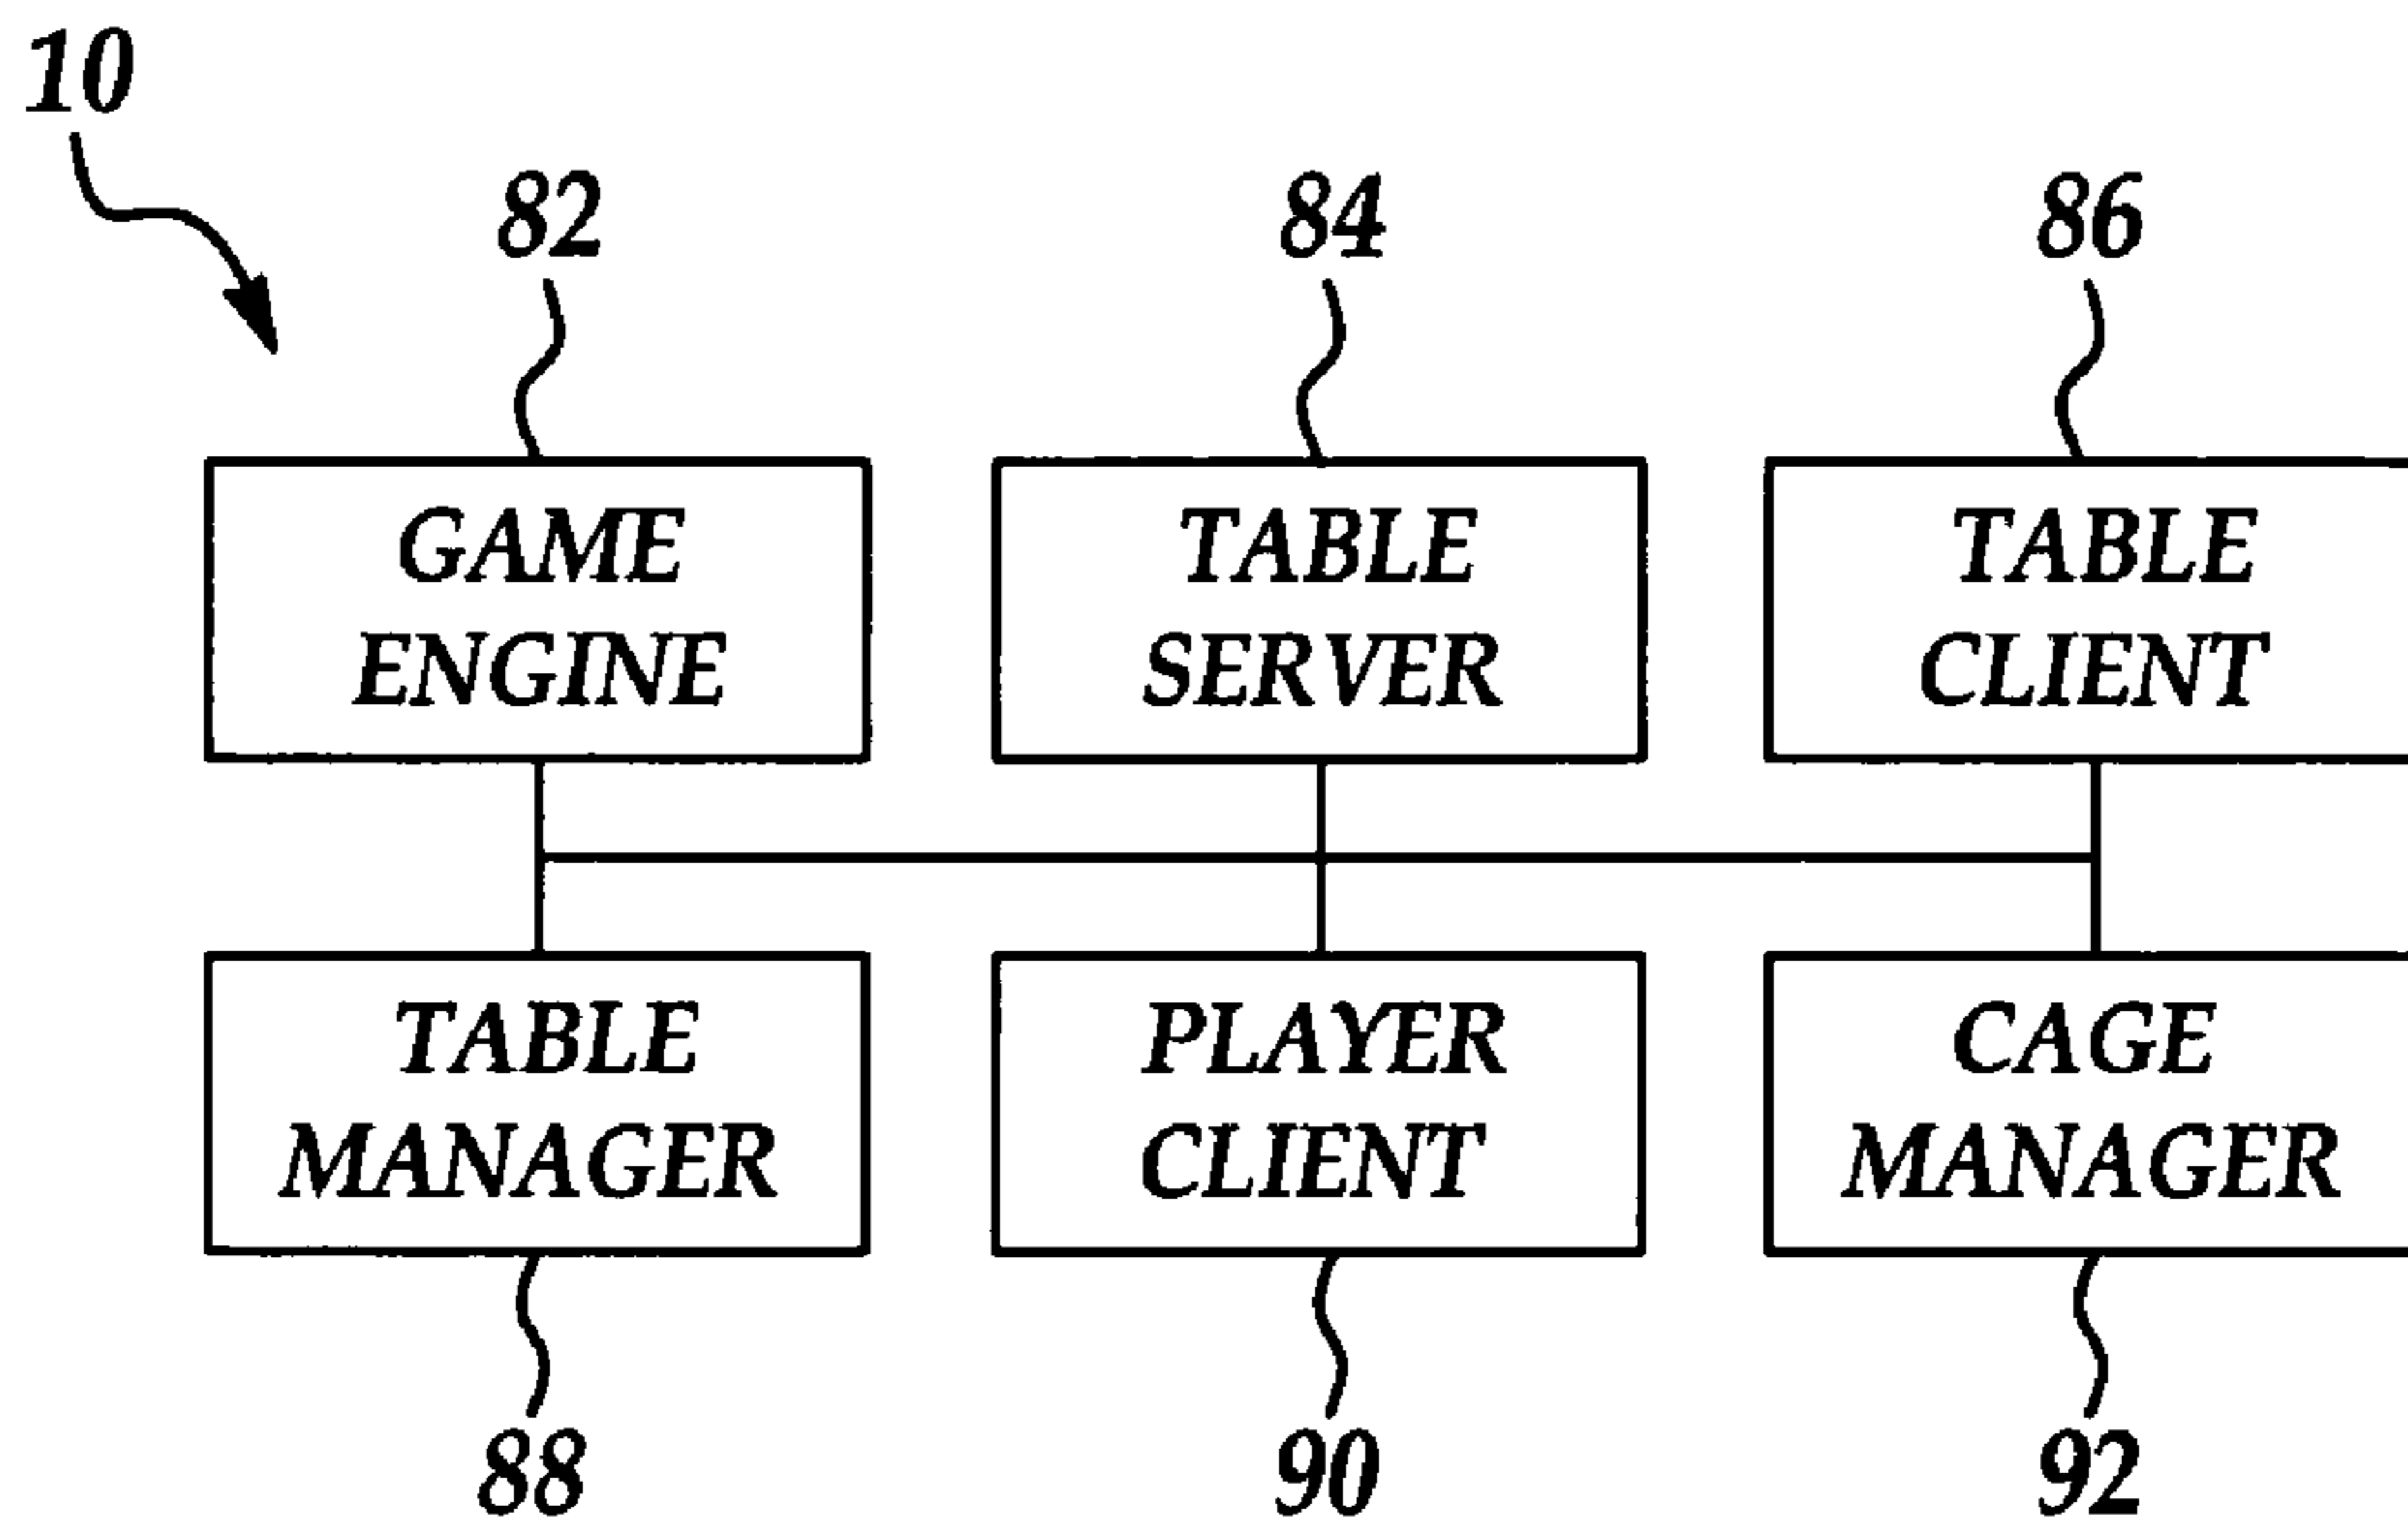 10
82
84
86
GAME
ENGINE
TABLE
SERVER
TABLE
CLIENT
TABLE
MANAGER
PLAYER
CLIENT
CAGE
MANAGER
88
90
92